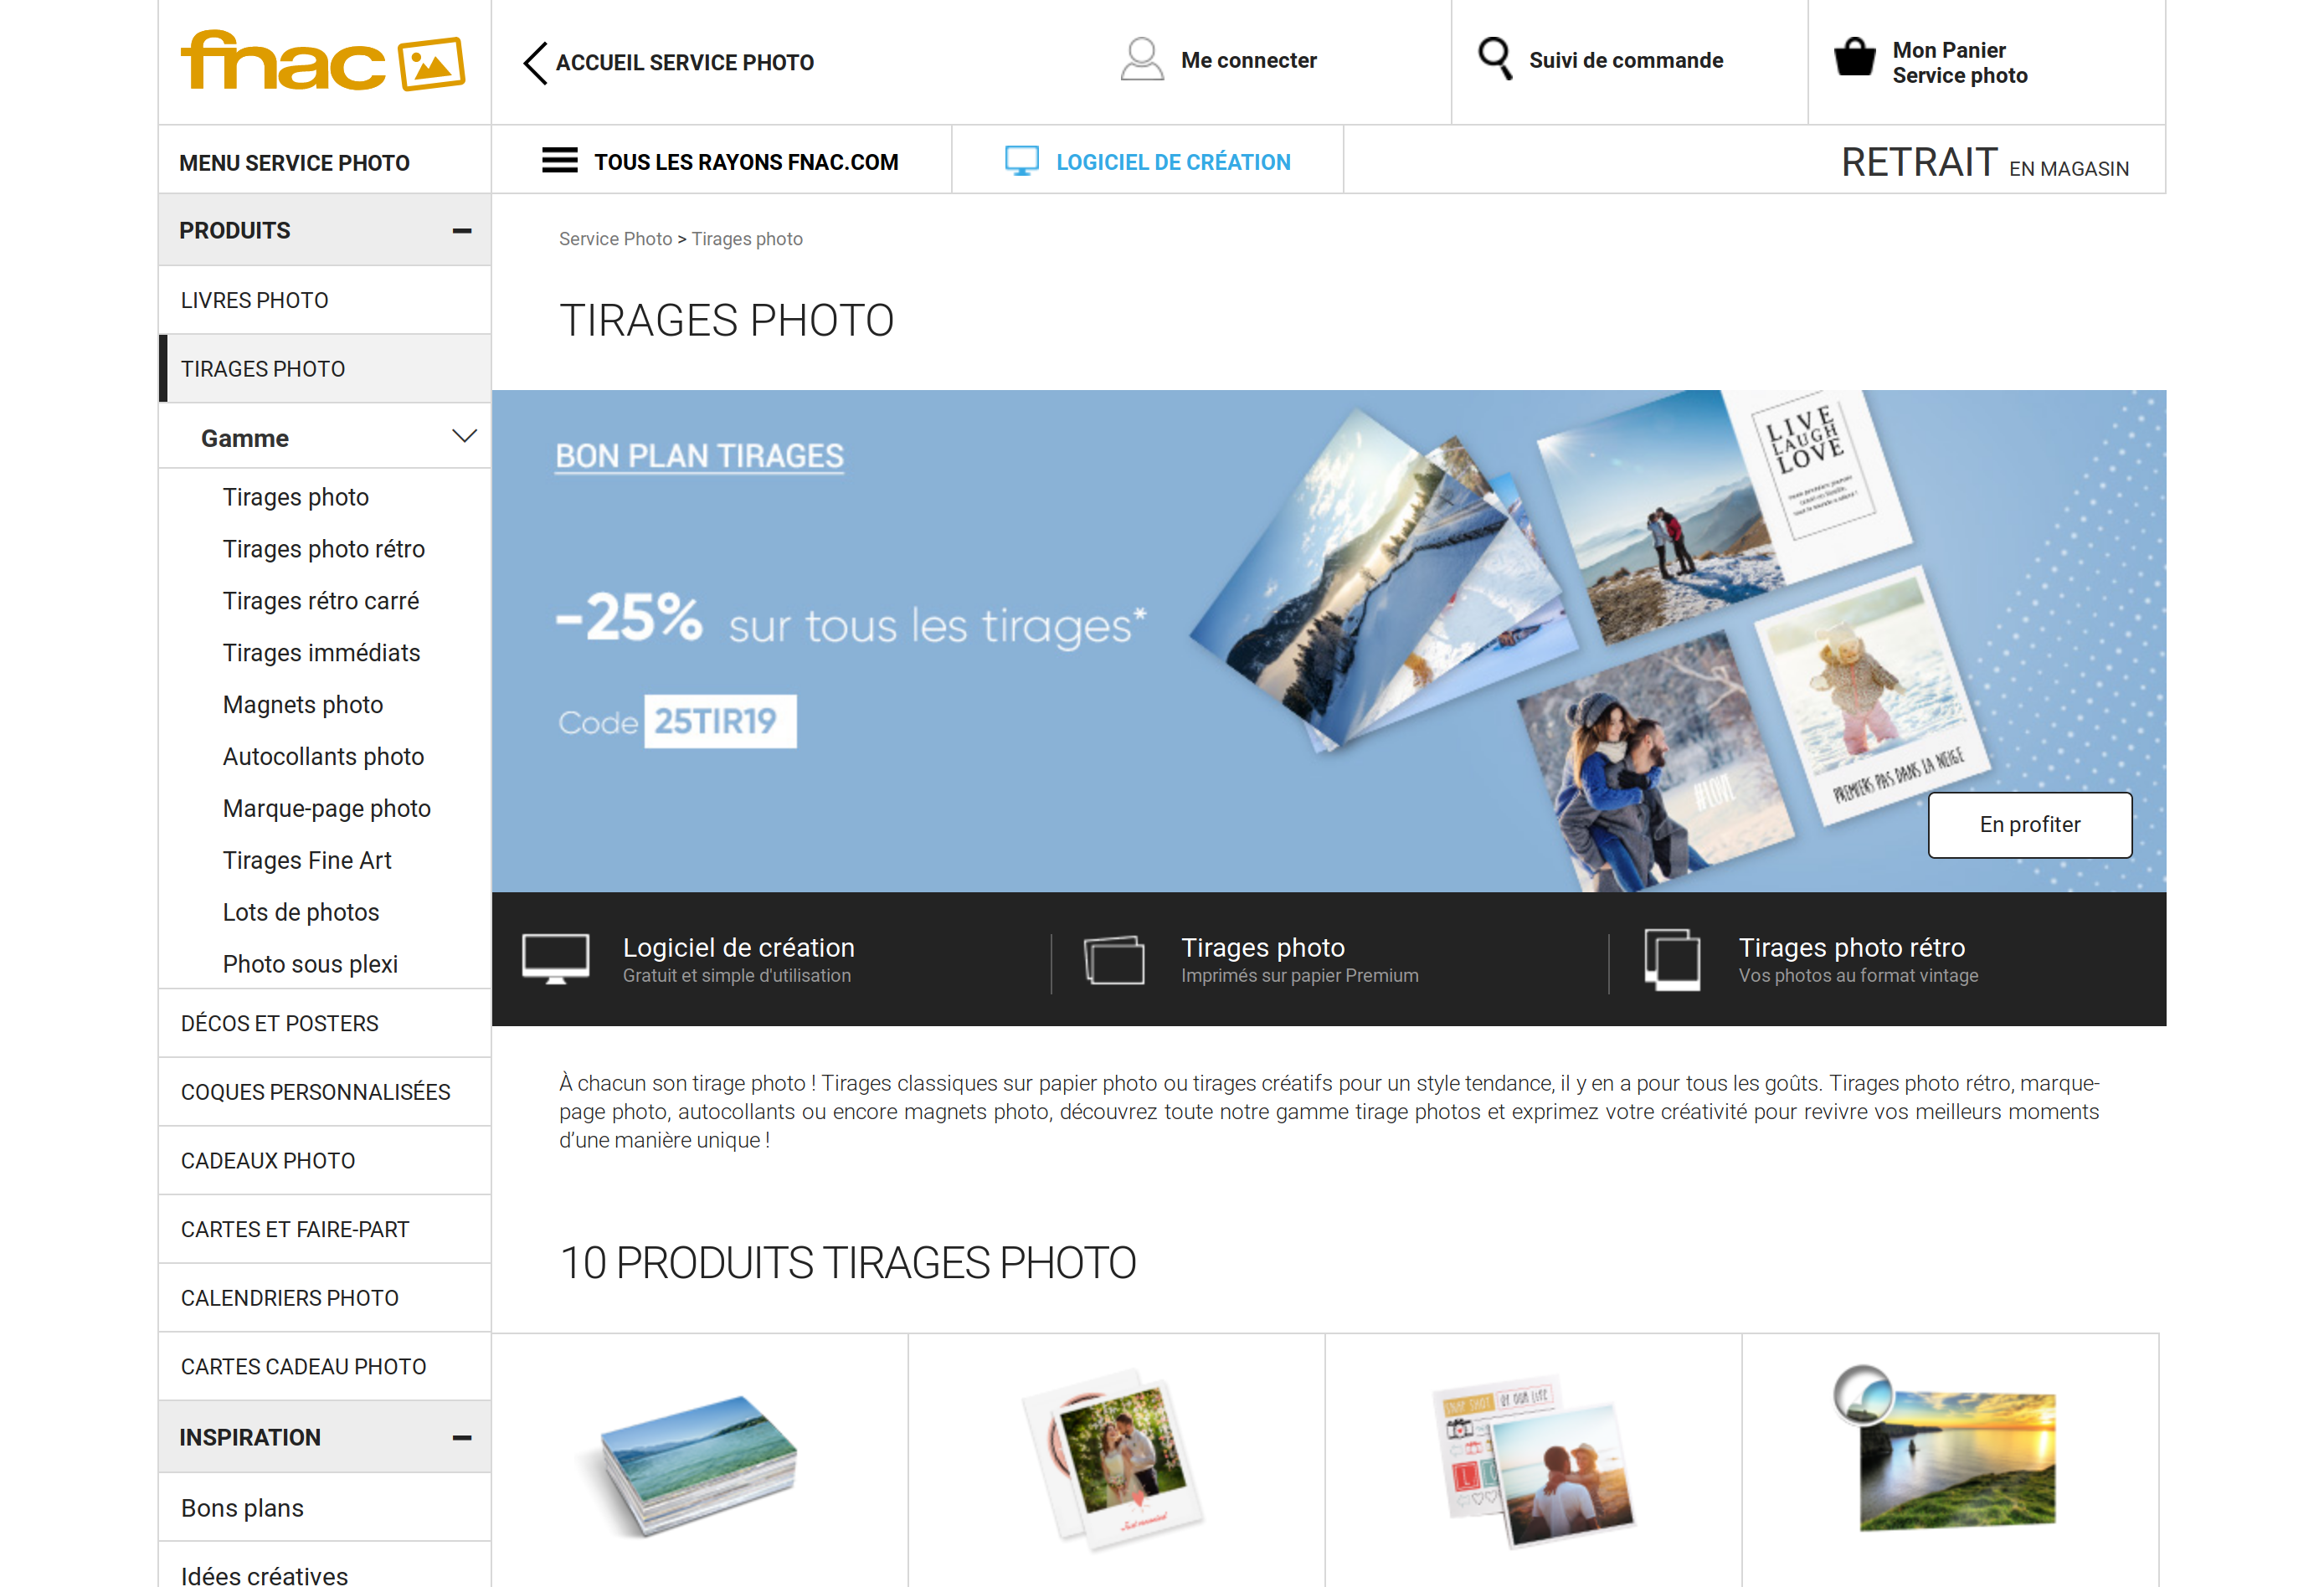 fnac
ACCUEIL SERVICE PHOTO
Me connecter
Suivi de commande
Mon Panier
Service photo
MENU SERVICE PHOTO
TOUS LES RAYONS FNAC.COM
LOGICIEL DE CRÉATION
RETRAIT EN MAGASIN
PRODUITS
LIVRES PHOTO
TIRAGES PHOTO
Gamme
Tirages photo
Tirages photo rétro
Tirages rétro carré
Tirages immédiats
Magnets photo
Autocollants photo
Marque-page photo
Tirages Fine Art
Lots de photos
Photo sous plexi
DÉCOS ET POSTERS
COQUES PERSONNALISÉES
CADEAUX PHOTO
CARTES ET FAIRE-PART
CALENDRIERS PHOTO
CARTES CADEAU PHOTO
INSPIRATION
Bons plans
Idées créatives
Service Photo > Tirages photo
TIRAGES PHOTO
BON PLAN TIRAGES
-25% sur tous les tirages*
Code 25TIR19
LIVE
LAUGH
LOVE
#LOVE
PREMIERS PAS DANS LA NEIGE
En profiter
Logiciel de création
Gratuit et simple d'utilisation
Tirages photo
Imprimés sur papier Premium
Tirages photo rétro
Vos photos au format vintage
À chacun son tirage photo ! Tirages classiques sur papier photo ou tirages créatifs pour un style tendance, il y en a pour tous les goûts. Tirages photo rétro, marque-
page photo, autocollants ou encore magnets photo, découvrez toute notre gamme tirage photos et exprimez votre créativité pour revivre vos meilleurs moments
d’une manière unique !
10 PRODUITS TIRAGES PHOTO
SNAP SHOT OF OUR LIFE
Just married